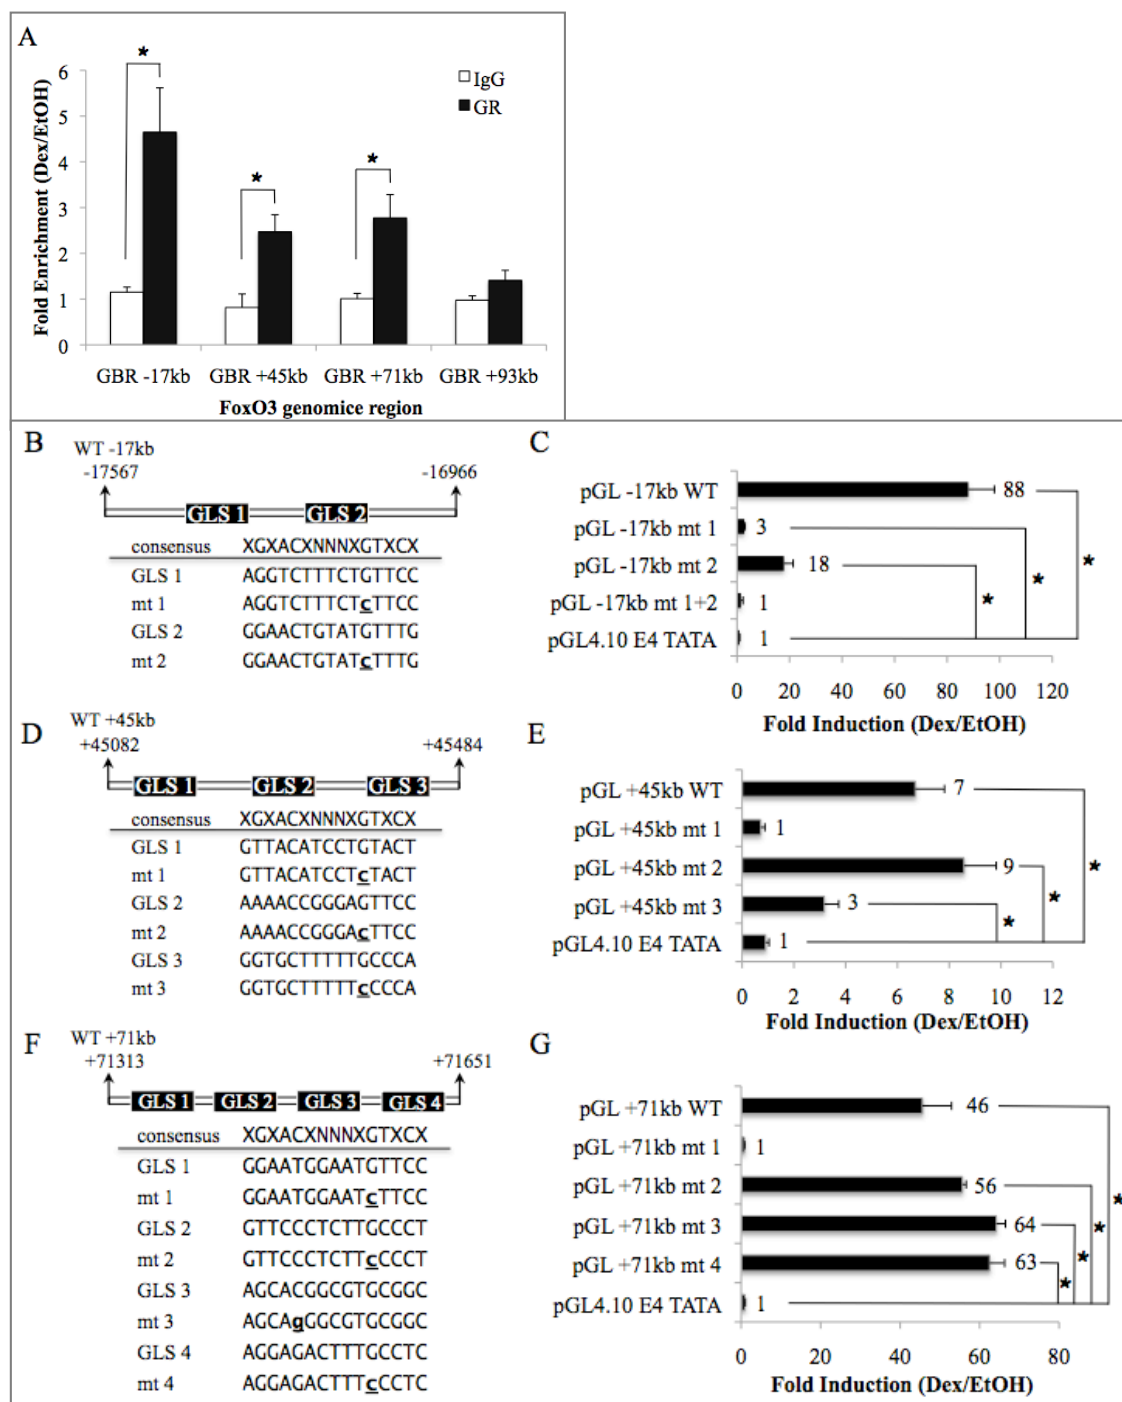 A
*
6
5
4
3
2
1
0
Fold Enrichment (Dex/EtOH)
*
*
IgG
GR
GBR -17kb GBR +45kb GBR +71kb GBR +93kb
FoxO3 genomice region
B
WT -17kb
-17567 -16966
GLS 1 GLS 2
consensus XGXACXNNNXGTXCX
GLS 1 AGGTCTTTCTGTTCC
mt 1 AGGTCTTTCTcTTCC
GLS 2 GGAACTGTATGTTTG
mt 2 GGAACTGTATcTTTG
C
pGL -17kb WT 88
pGL -17kb mt 1 3
pGL -17kb mt 2 18
pGL -17kb mt 1+2 1
pGL4.10 E4 TATA 1
* * *
0 20 40 60 80 100 120
Fold Induction (Dex/EtOH)
D
WT +45kb
+45082 +45484
GLS 1 GLS 2 GLS 3
consensus XGXACXNNNXGTXCX
GLS 1 GTTACATCCTGTACT
mt 1 GTTACATCCTcTACT
GLS 2 AAAACCGGGAGTTCC
mt 2 AAAACCGGGAcTTCC
GLS 3 GGTGCTTTTTGCCCA
mt 3 GGTGCTTTTTcCCCA
E
pGL +45kb WT 7
pGL +45kb mt 1 1
pGL +45kb mt 2 9
pGL +45kb mt 3 3
pGL4.10 E4 TATA 1
* * *
0 2 4 6 8 10 12
Fold Induction (Dex/EtOH)
F
WT +71kb
+71313 +71651
GLS 1 GLS 2 GLS 3 GLS 4
consensus XGXACXNNNXGTXCX
GLS 1 GGAATGGAATGTTCC
mt 1 GGAATGGAATcTTCC
GLS 2 GTTCCCTCTTGCCCT
mt 2 GTTCCCTCTTcCCCT
GLS 3 AGCACGGCGTGCGGC
mt 3 AGCAgGGCGTGCGGC
GLS 4 AGGAGACTTTGCCTC
mt 4 AGGAGACTTTcCCTC
G
pGL +71kb WT 46
pGL +71kb mt 1 1
pGL +71kb mt 2 56
pGL +71kb mt 3 64
pGL +71kb mt 4 63
pGL4.10 E4 TATA 1
* * * *
0 20 40 60 80
Fold Induction (Dex/EtOH)